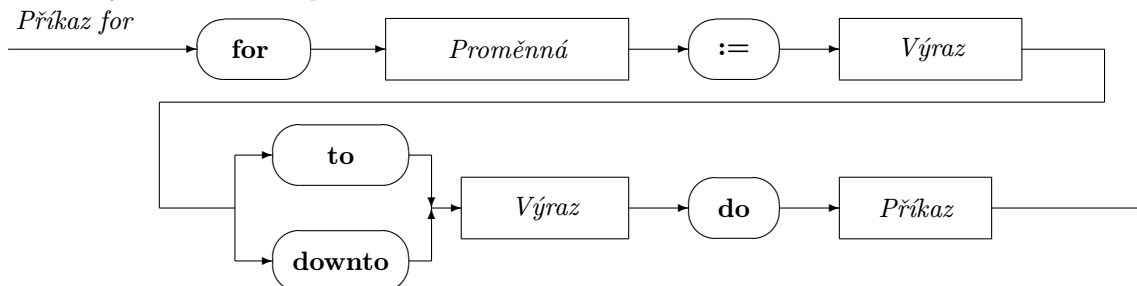 Příkaz for
for Proměnná := Výraz
to
Výraz do Příkaz
downto